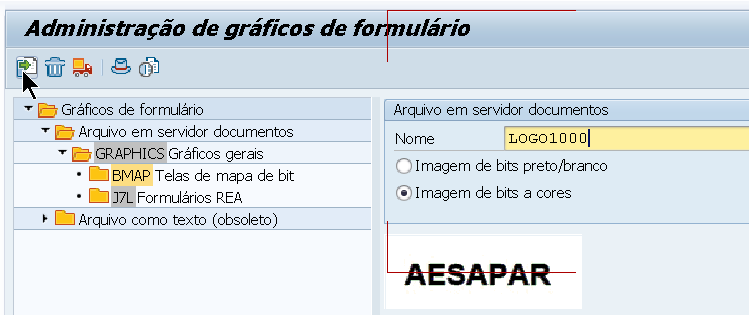 Administração de gráficos de formulário
Gráficos de formulário
Arquivo em servidor documentos
GRAPHICS Gráficos gerais
BMAP Telas de mapa de bit
J7L Formulários REA
Arquivo como texto (obsoleto)
Arquivo em servidor documentos
Nome LOGO1000
Imagem de bits preto/branco
Imagem de bits a cores
AESAPAR